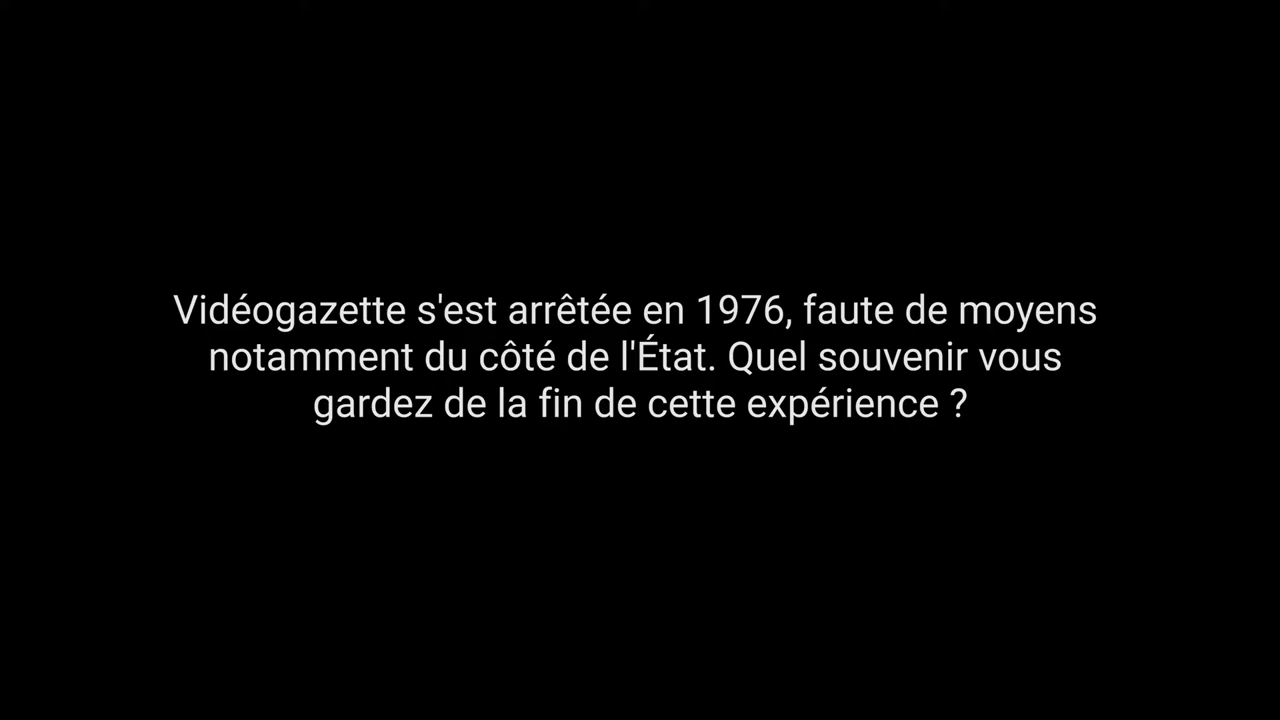 Vidéogazette s'est arrêtée en 1976, faute de moyens
notamment du côté de l'État. Quel souvenir vous
gardez de la fin de cette expérience ?